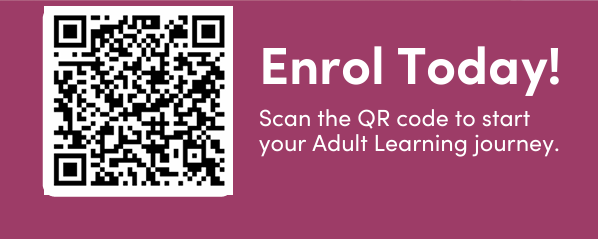 Enrol Today!
Scan the QR code to start
your Adult Learning journey.